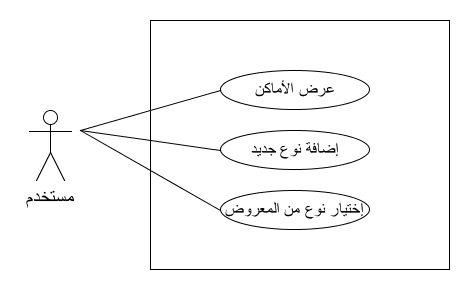 عرض الأماكن
إضافة نوع جديد
إختيار نوع من المعروض
مستخدم